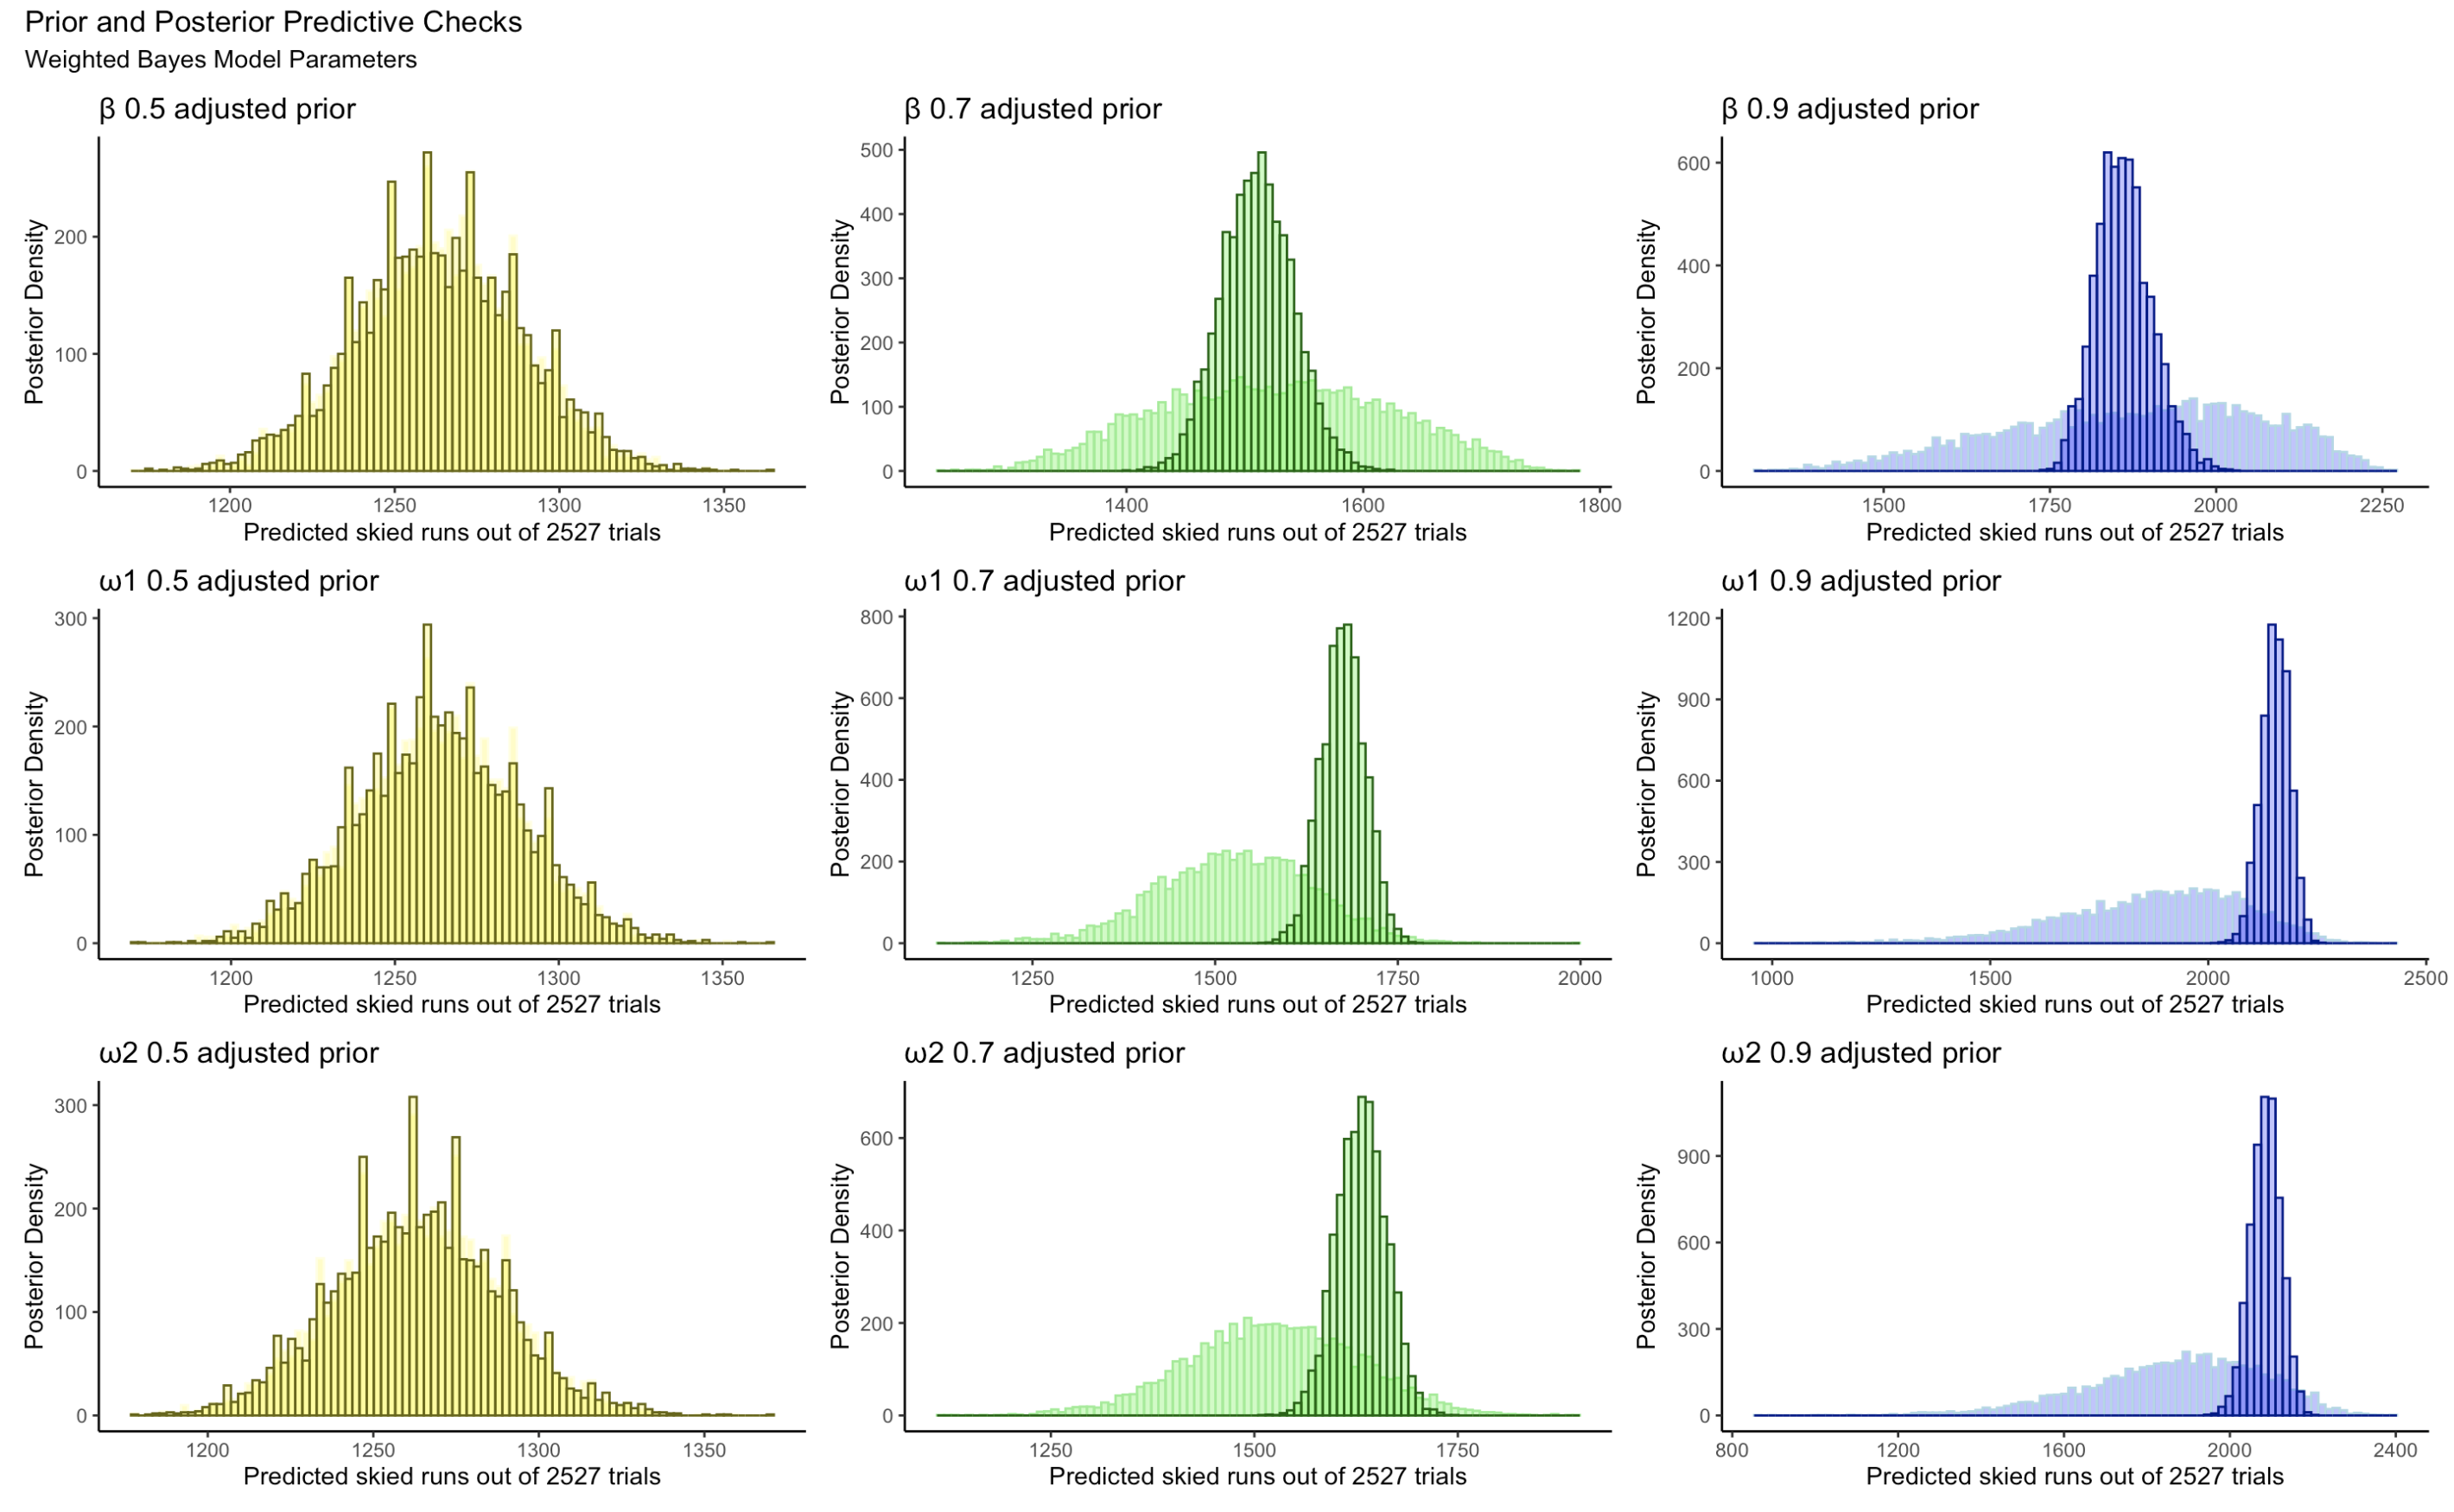 Prior and Posterior Predictive Checks
Weighted Bayes Model Parameters
β 0.5 adjusted prior
Posterior Density
200
100
0
1200 1250 1300 1350
Predicted skied runs out of 2527 trials
β 0.7 adjusted prior
Posterior Density
500
400
300
200
100
0
1400 1600 1800
Predicted skied runs out of 2527 trials
β 0.9 adjusted prior
Posterior Density
600
400
200
0
1500 1750 2000 2250
Predicted skied runs out of 2527 trials
ω1 0.5 adjusted prior
Posterior Density
300
200
100
0
1200 1250 1300 1350
Predicted skied runs out of 2527 trials
ω1 0.7 adjusted prior
Posterior Density
800
600
400
200
0
1250 1500 1750 2000
Predicted skied runs out of 2527 trials
ω1 0.9 adjusted prior
Posterior Density
1200
900
600
300
0
1000 1500 2000 2500
Predicted skied runs out of 2527 trials
ω2 0.5 adjusted prior
Posterior Density
300
200
100
0
1200 1250 1300 1350
Predicted skied runs out of 2527 trials
ω2 0.7 adjusted prior
Posterior Density
600
400
200
0
1250 1500 1750
Predicted skied runs out of 2527 trials
ω2 0.9 adjusted prior
Posterior Density
900
600
300
0
800 1200 1600 2000 2400
Predicted skied runs out of 2527 trials